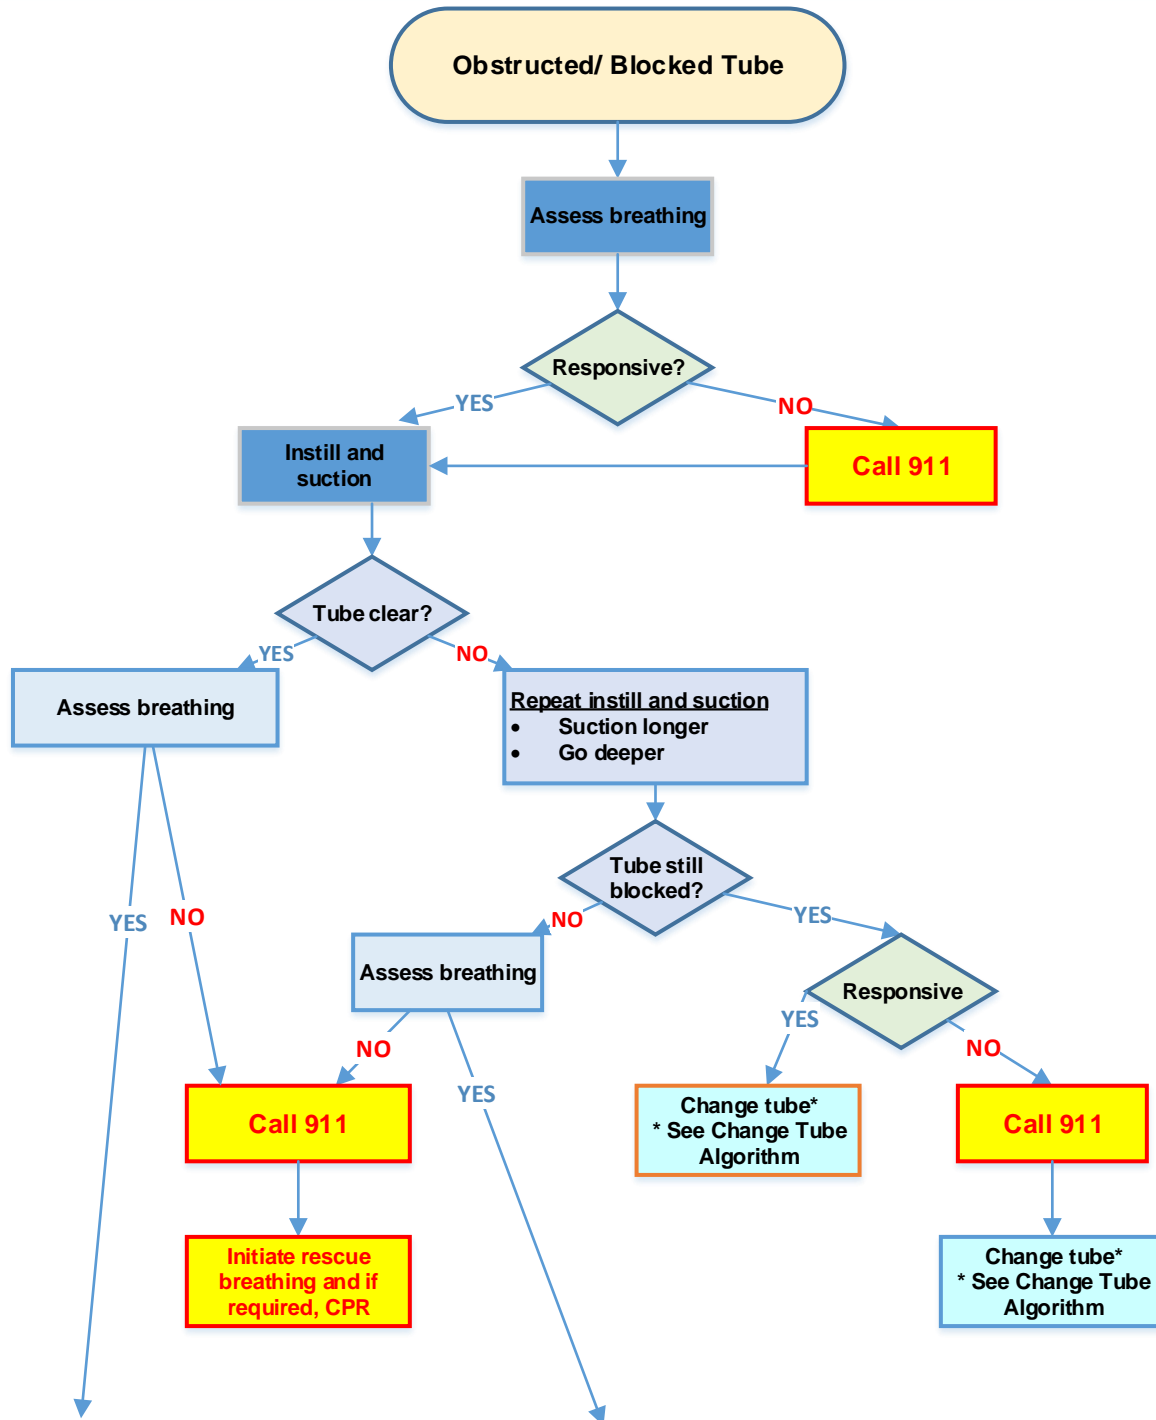 Obstructed/ Blocked Tube
Assess breathing
Responsive?
YES
NO
Instill and
suction
Call 911
Tube clear?
YES
NO
Assess breathing
Repeat instill and suction
• Suction longer
• Go deeper
Tube still
blocked?
YES
NO
NO
YES
Assess breathing
Responsive
YES
NO
NO
YES
Call 911
Change tube*
* See Change Tube
Algorithm
Call 911
Initiate rescue
breathing and if
required, CPR
Change tube*
* See Change Tube
Algorithm